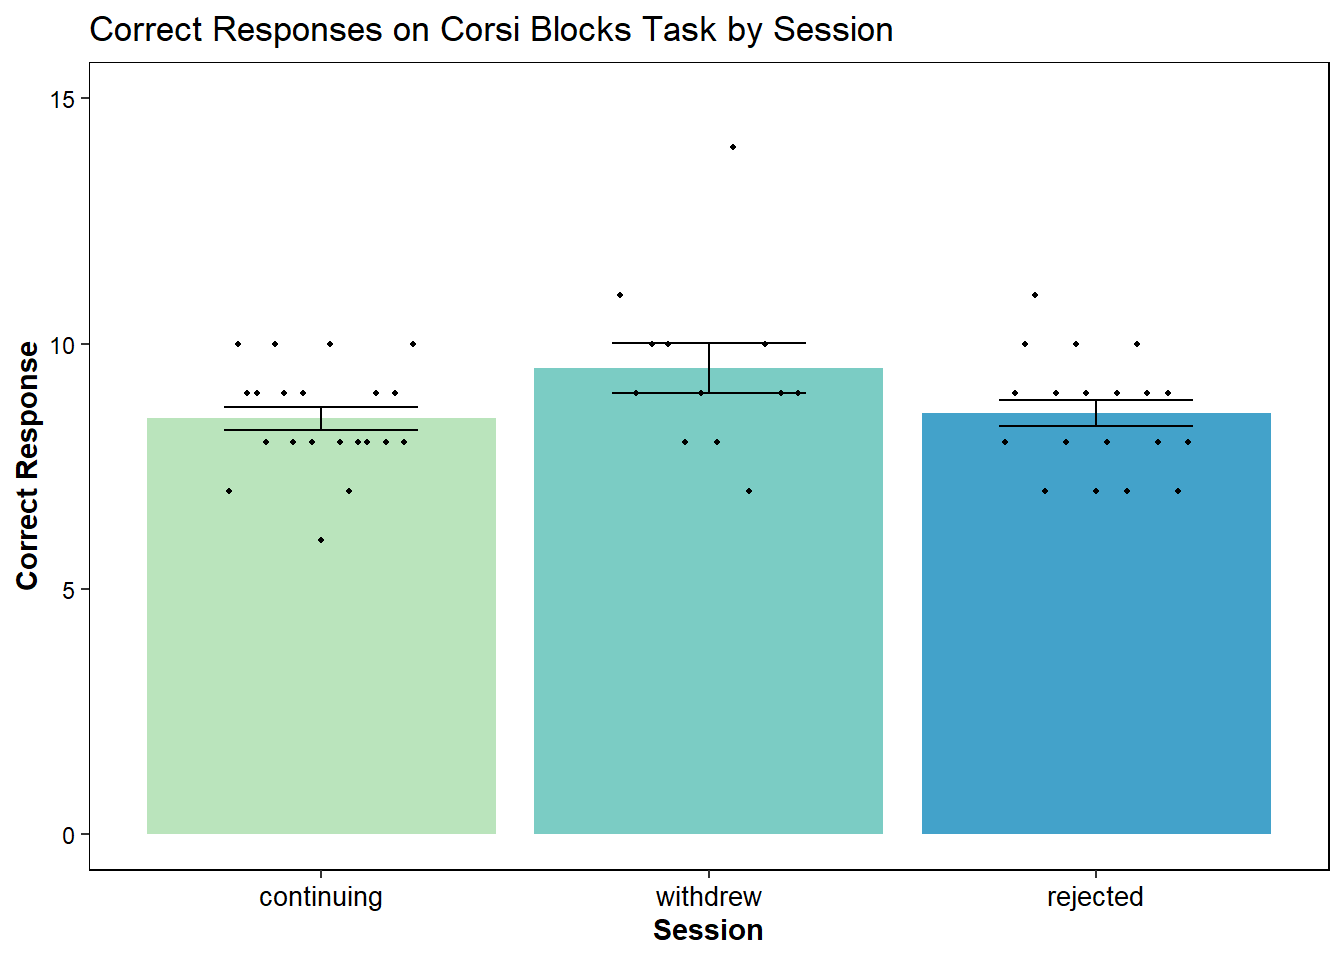 Correct Responses on Corsi Blocks Task by Session
Correct Response
15
10
5
0
continuing
withdrew
rejected
Session